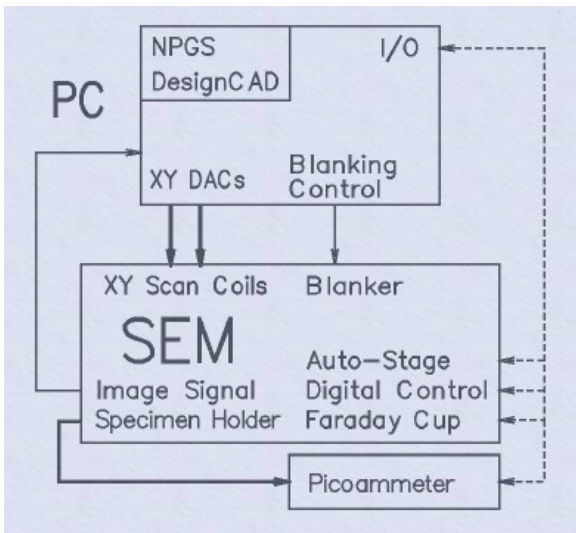 NPGS
DesignCAD
I/O
PC
XY DACs
Blanking
Control
XY Scan Coils
Blanker
SEM
Auto-Stage
Image Signal
Digital Control
Specimen Holder
Faraday Cup
Picoammeter